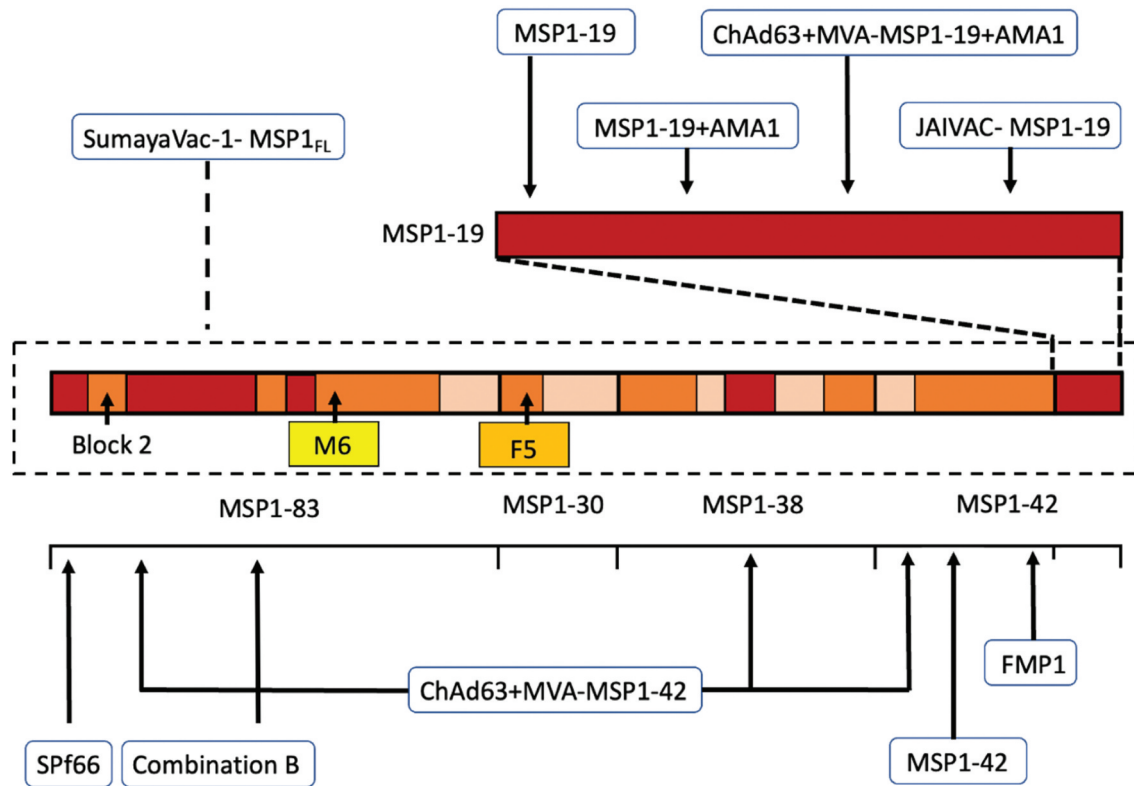 MSP1-19
ChAd63+MVA-MSP1-19+AMA1
SumayaVac-1- MSP1FL
MSP1-19+AMA1
JAIVAC- MSP1-19
MSP1-19
Block 2
M6
F5
MSP1-83
MSP1-30
MSP1-38
MSP1-42
ChAd63+MVA-MSP1-42
FMP1
SPf66
Combination B
MSP1-42